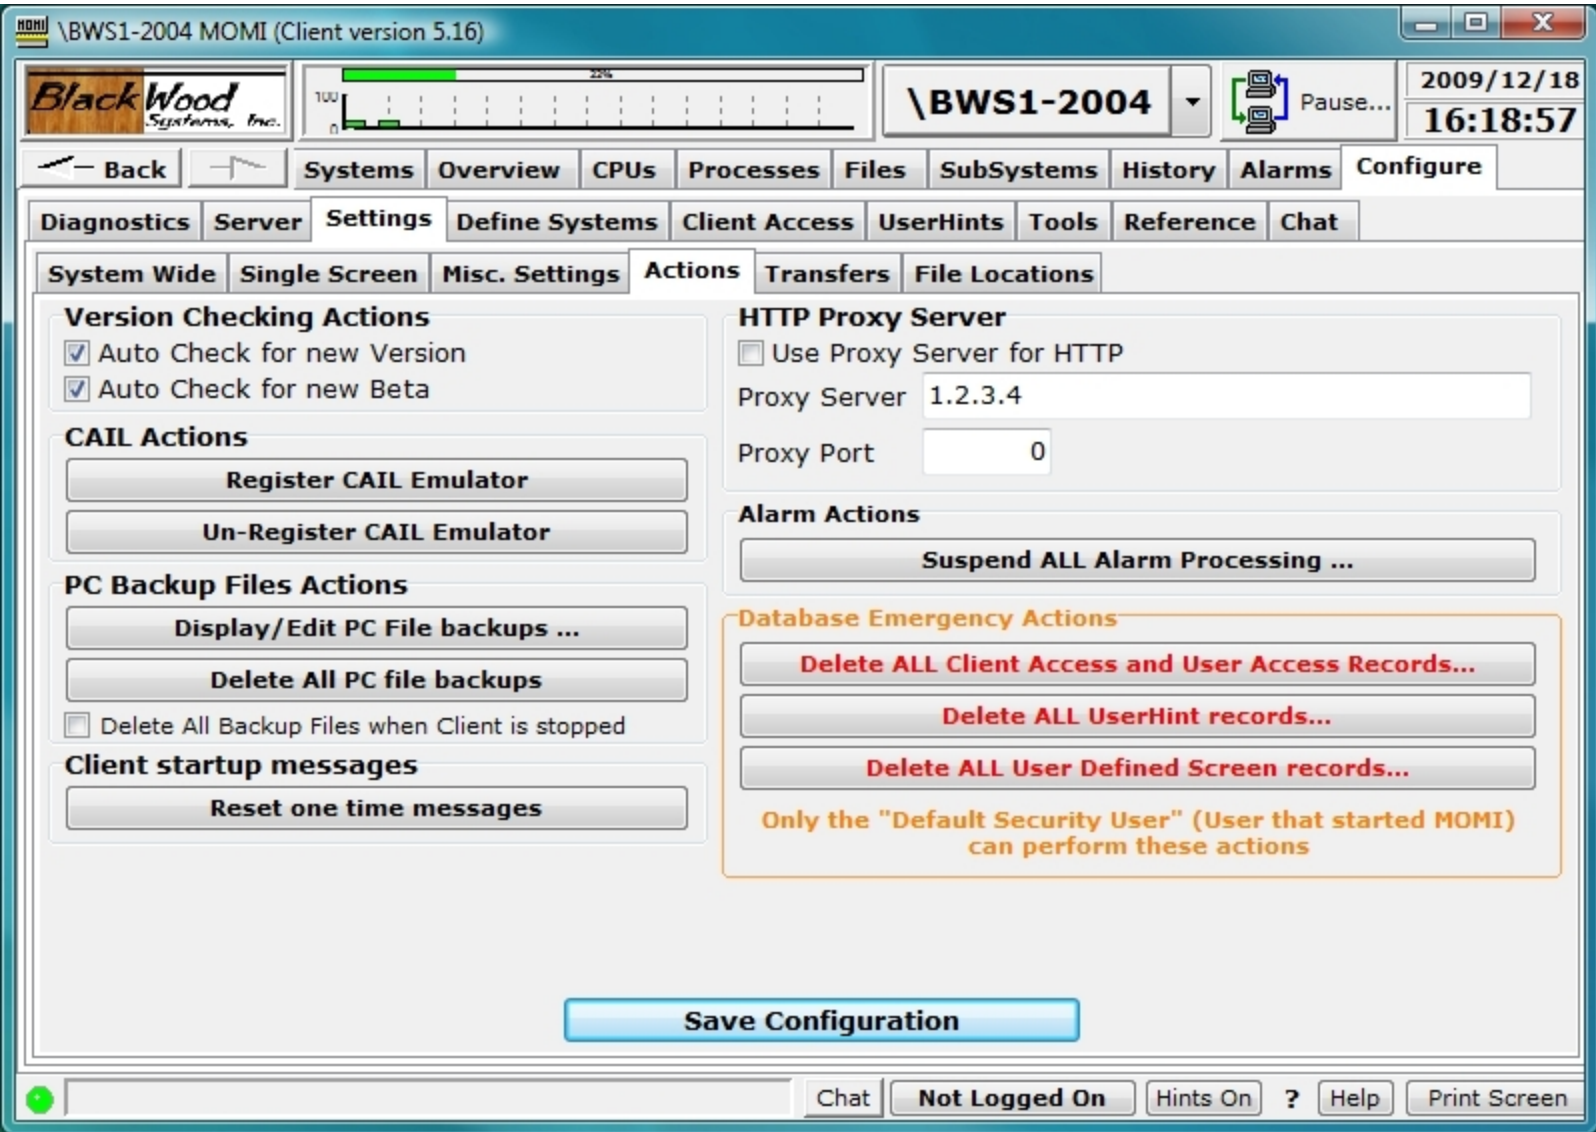 MOMI
\BWS1-2004 MOMI (Client version 5.16)
BlackWood
Systems, Inc.
22%
100
0
\BWS1-2004
Pause...
2009/12/18
16:18:57
Back
Systems Overview CPUs Processes Files SubSystems History Alarms Configure
Diagnostics Server Settings Define Systems Client Access UserHints Tools Reference Chat
System Wide Single Screen Misc. Settings Actions Transfers File Locations
Version Checking Actions
Auto Check for new Version
Auto Check for new Beta
CAIL Actions
Register CAIL Emulator
Un-Register CAIL Emulator
PC Backup Files Actions
Display/Edit PC File backups ...
Delete All PC file backups
Delete All Backup Files when Client is stopped
Client startup messages
Reset one time messages
HTTP Proxy Server
Use Proxy Server for HTTP
Proxy Server 1.2.3.4
Proxy Port 0
Alarm Actions
Suspend ALL Alarm Processing ...
Database Emergency Actions
Delete ALL Client Access and User Access Records...
Delete ALL UserHint records...
Delete ALL User Defined Screen records...
Only the "Default Security User" (User that started MOMI)
can perform these actions
Save Configuration
Chat Not Logged On Hints On ? Help Print Screen